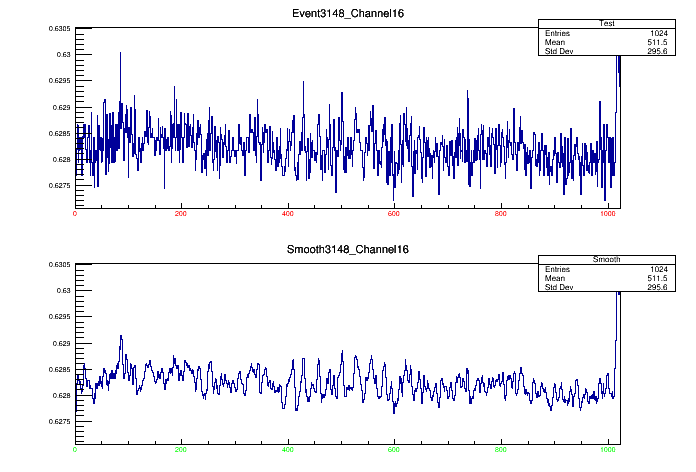 Event3148_Channel16
Test
Entries 1024
Mean 511.5
Std Dev 295.6
0.6305
0.63
0.6295
0.629
0.6285
0.628
0.6275
0 200 400 600 800 1000
Smooth3148_Channel16
Smooth
Entries 1024
Mean 511.5
Std Dev 295.6
0.6305
0.63
0.6295
0.629
0.6285
0.628
0.6275
0 200 400 600 800 1000